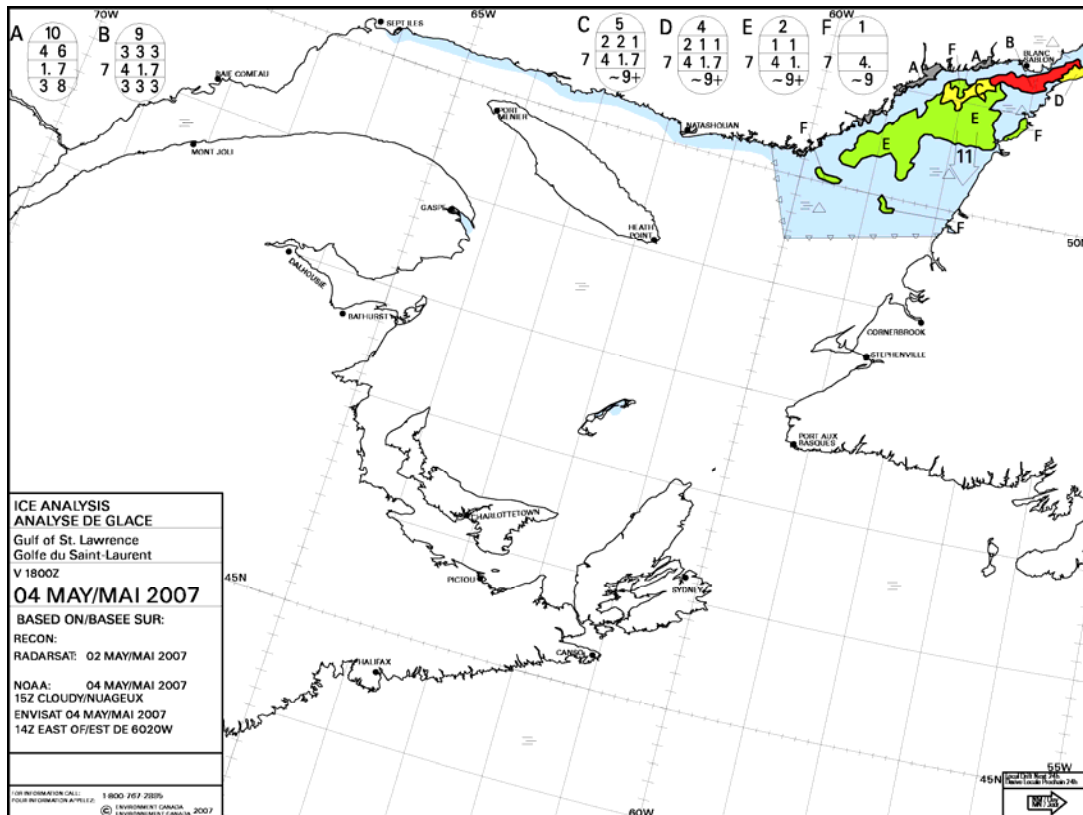 70W
65W
60W
SEPT ILES
A
10
4 6
1. 7
3 8
B
9
3 3 3
7 4 1.7
3 3 3
C
5
2 2 1
7 4 1.7
~9+
D
4
2 1 1
7 4 1.7
~9+
E
2
1 1
7 4 1.
~9+
F
1
7 4.
~9
BAIE COMEAU
PORT MENIER
MONT JOLI
NATASHQUAN
BLANC SABLON
A
F
A
B
C
D
E
E
F
F
F
11
50N
GASPE
HEATH
POINT
DALHOUSIE
BATHURST
CORNERBROOK
STEPHENVILLE
PORT AUX
BASQUES
CHARLOTTETOWN
PICTOU
SYDNEY
CANSO
HALIFAX
45N
45N
55W
60W
ICE ANALYSIS
ANALYSE DE GLACE
Gulf of St. Lawrence
Golfe du Saint-Laurent
V 1800Z
04 MAY/MAI 2007
BASED ON/BASEE SUR:
RECON:
RADARSAT: 02 MAY/MAI 2007
NOAA: 04 MAY/MAI 2007
15Z CLOUDY/NUAGEUX
ENVISAT 04 MAY/MAI 2007
14Z EAST OF/EST DE 6020W
FOR INFORMATION CALL:
POUR INFORMATION APPELEZ:
1-800-767-2885
© ENVIRONMENT CANADA
ENVIRONNEMENT CANADA 2007